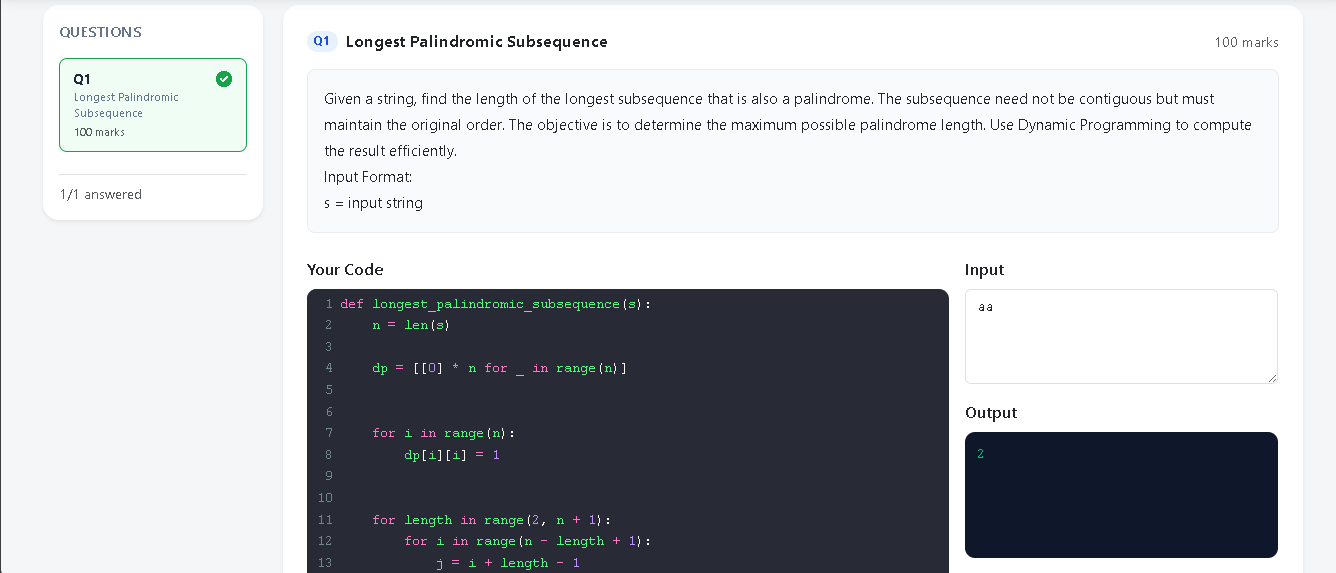 QUESTIONS
Q1
Longest Palindromic
Subsequence
100 marks
1/1 answered
Q1 Longest Palindromic Subsequence
100 marks
Given a string, find the length of the longest subsequence that is also a palindrome. The subsequence need not be contiguous but must
maintain the original order. The objective is to determine the maximum possible palindrome length. Use Dynamic Programming to compute
the result efficiently.
Input Format:
s = input string
Your Code
1 def longest_palindromic_subsequence(s):
2     n = len(s)
3
4     dp = [[0] * n for _ in range(n)]
5
6
7     for i in range(n):
8         dp[i][i] = 1
9
10
11     for length in range(2, n + 1):
12         for i in range(n - length + 1):
13             j = i + length - 1
Input
aa
Output
2